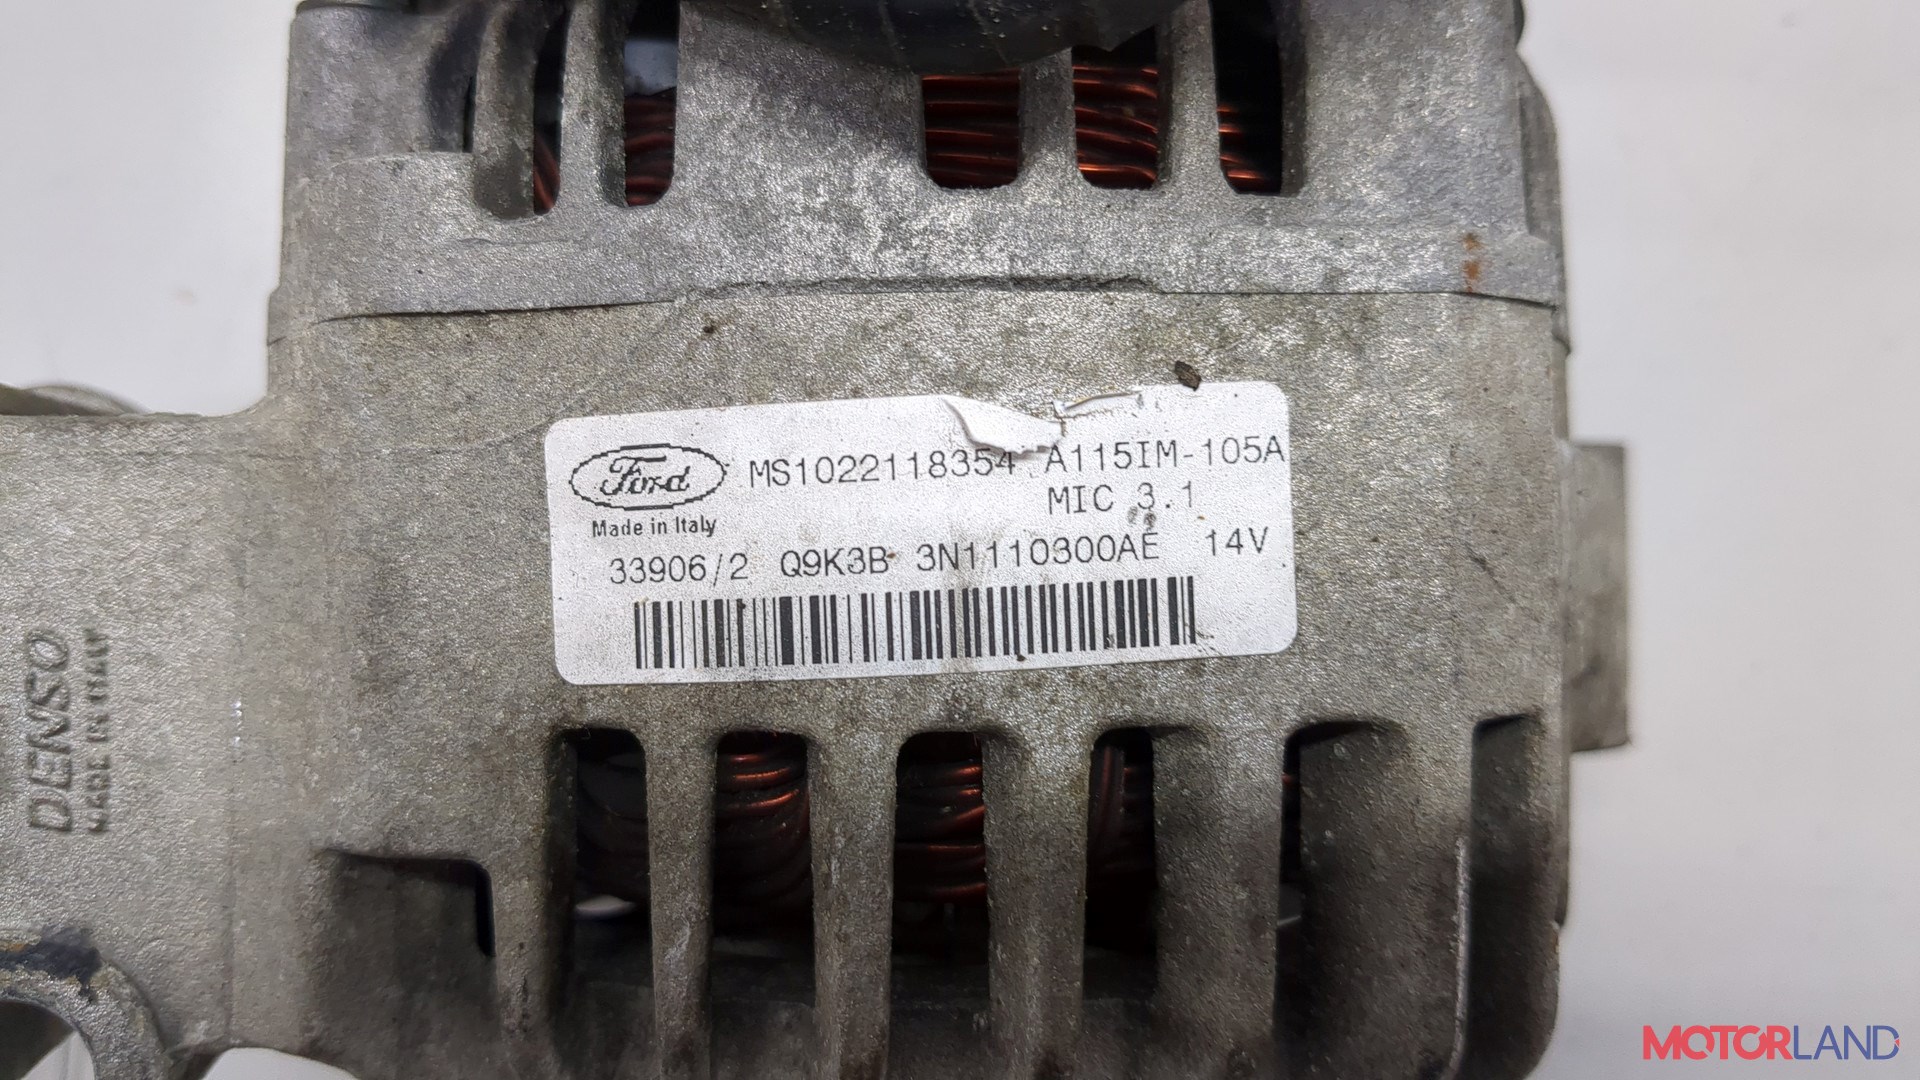 Ford MS1022118354 A115IM-105A
MIC 3.1
Made in Italy
33906/2 Q9K3B 3N1110300AE 14V
DENSO
MADE IN ITALY
MOTORLAND